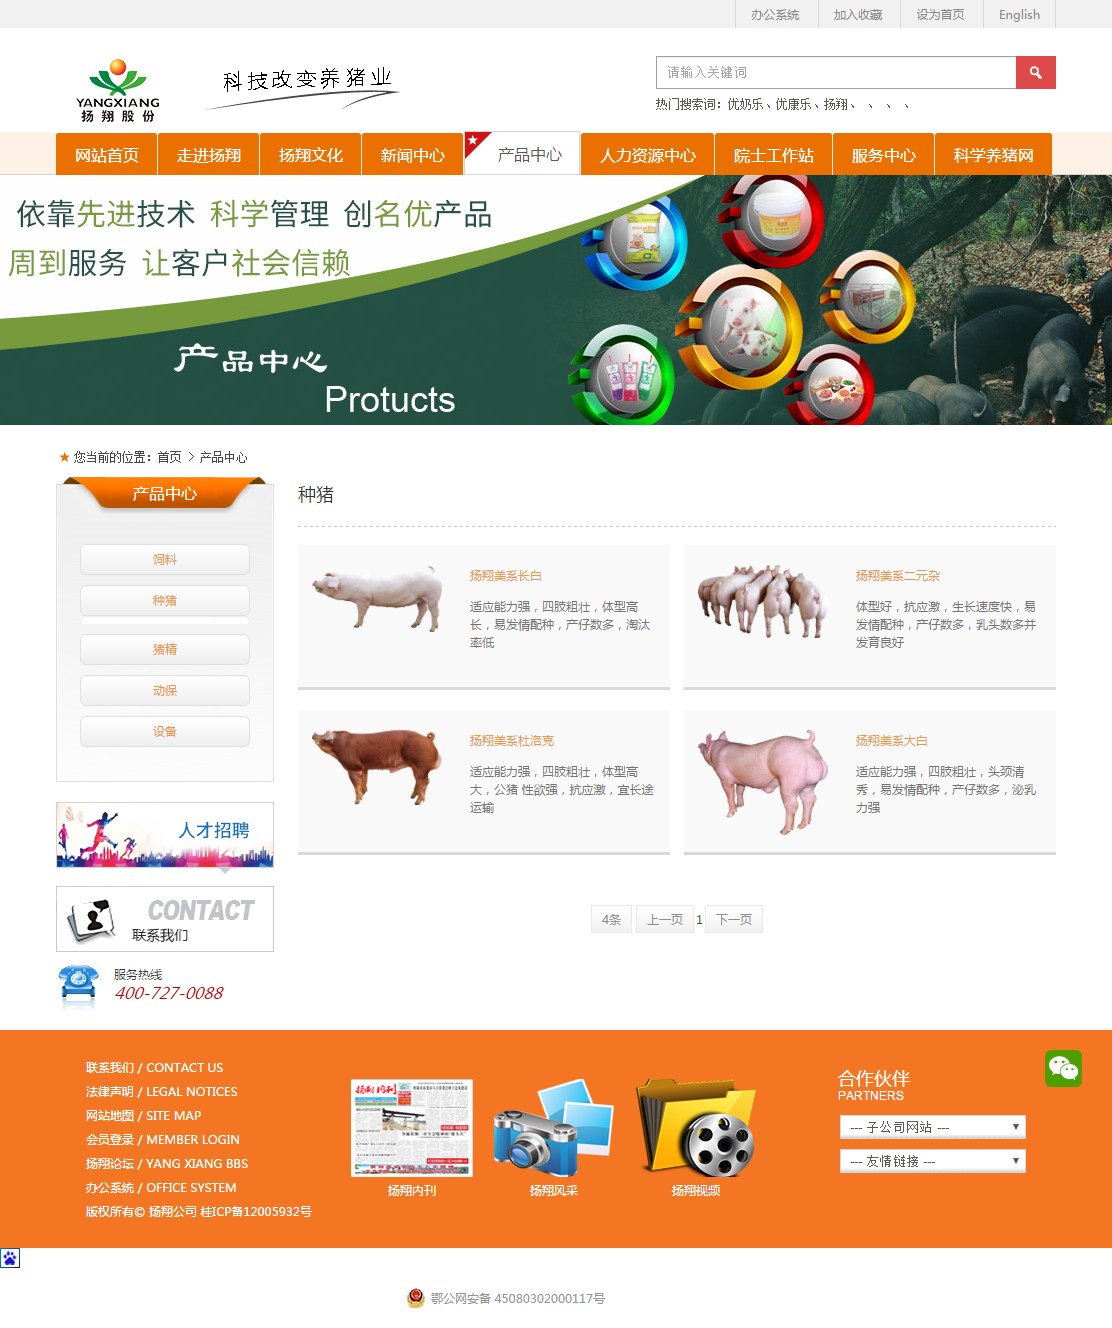 办公系统 加入收藏 设为首页 English
YANGXIANG
扬翔股份
科技改变养猪业
请输入关键词
热门搜索词：优奶乐、优康乐、扬翔、 、 、 、
网站首页 走进扬翔 扬翔文化 新闻中心 产品中心 人力资源中心 院士工作站 服务中心 科学养猪网
依靠先进技术 科学管理 创名优产品
周到服务 让客户社会信赖
产品中心
Protucts
您当前的位置：首页 > 产品中心
产品中心
饲料
种猪
猪精
动保
设备
人才招聘
CONTACT
联系我们
服务热线
400-727-0088
种猪
扬翔美系长白
适应能力强，四肢粗壮，体型高
长，易发情配种，产仔数多，淘汰
率低
扬翔美系二元杂
体型好，抗应激，生长速度快，易
发情配种，产仔数多，乳头数多并
发育良好
扬翔美系杜洛克
适应能力强，四肢粗壮，体型高
大，公猪 性欲强，抗应激，宜长途
运输
扬翔美系大白
适应能力强，四肢粗壮，头颈清
秀，易发情配种，产仔数多，泌乳
力强
4条 上一页 1 下一页
联系我们 / CONTACT US
法律声明 / LEGAL NOTICES
网站地图 / SITE MAP
会员登录 / MEMBER LOGIN
扬翔论坛 / YANG XIANG BBS
办公系统 / OFFICE SYSTEM
版权所有© 扬翔公司 桂ICP备12005932号
扬翔内刊
扬翔内刊 扬翔风采 扬翔视频
合作伙伴
PARTNERS
--- 子公司网站 ---
--- 友情链接 ---
鄂公网安备 45080302000117号